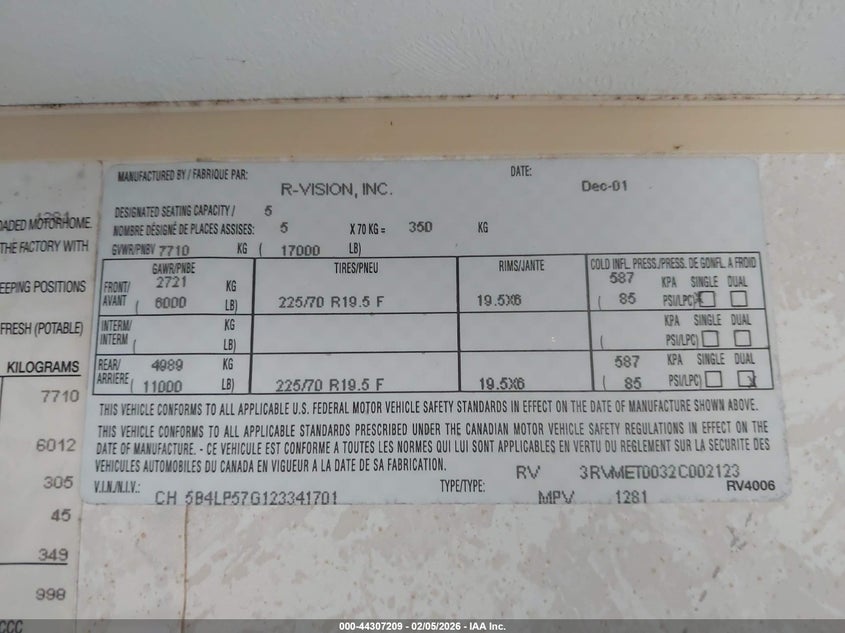 1281
OADED MOTORHOME.
THE FACTORY WITH
EEPING POSITIONS
FRESH (POTABLE)
KILOGRAMS
7710
6012
305
45
349
998
CCC
MANUFACTURED BY / FABRIQUE PAR: DATE:
R-VISION, INC. Dec-01
DESIGNATED SEATING CAPACITY / 5
NOMBRE DÉSIGNÉ DE PLACES ASSISES: 5 X 70 KG = 350 KG
GVWR/PNBV 7710 KG ( 17000 LB)
GAWR/PNBE TIRES/PNEU RIMS/JANTE COLD INFL. PRESS./PRESS. DE GONFL. A FROID
FRONT/ 2721 KG 587 KPA SINGLE DUAL
AVANT ( 6000 LB) 225/70 R19.5 F 19.5X6 ( 85 PSI/LPC) X
INTERM/ KG KPA SINGLE DUAL
INTERM ( LB) ( PSI/LPC)
REAR/ 4989 KG 587 KPA SINGLE DUAL
ARRIERE ( 11000 LB) 225/70 R19.5 F 19.5X6 ( 85 PSI/LPC) X
THIS VEHICLE CONFORMS TO ALL APPLICABLE U.S. FEDERAL MOTOR VEHICLE SAFETY STANDARDS IN EFFECT ON THE DATE OF MANUFACTURE SHOWN ABOVE.
THIS VEHICLE CONFORMS TO ALL APPLICABLE STANDARDS PRESCRIBED UNDER THE CANADIAN MOTOR VEHICLE SAFETY REGULATIONS IN EFFECT ON THE
DATE OF MANUFACTURE. - CE VEHICULE EST CONFORME A TOUTES LES NORMES QUI LUI SONT APPLICABLES EN VERTU DU REGLEMENT SUR LA SECURITE DES
VEHICULES AUTOMOBILES DU CANADA EN VIGUEUR A LA DATE DE SA FABRICATION.
RV 3RVMET0032C002123
V.I.N./N.I.V.: CH 5B4LP57G123341701 TYPE/TYPE: MPV 1281 RV4006
000-44307209 - 02/05/2026 - IAA Inc.